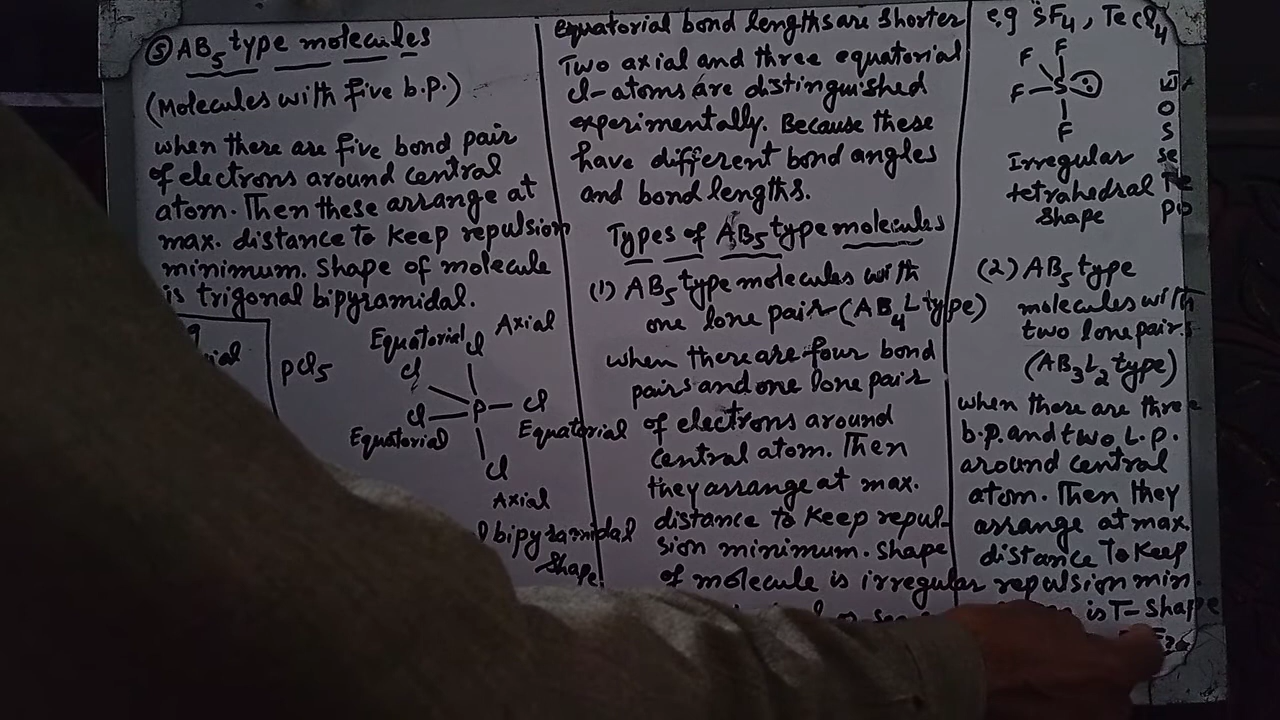 ⑤ AB5 type molecules
(Molecules with five b.p.)
when there are five bond pair
of electrons around central
atom. Then these arrange at
max. distance to keep repulsion
minimum. Shape of molecule
is trigonal bipyramidal.
PCl5
Equatorial
Axial
Cl
Cl
Cl
P
Cl
Equatorial
Equatorial
Cl
Axial
bipyramidal
Shape
Equatorial bond lengths are shorter
Two axial and three equatorial
Cl-atoms are distinguished
experimentally. Because these
have different bond angles
and bond lengths.
Types of AB5 type molecules
(1) AB5 type molecules with
one lone pair (AB4L type)
when there are four bond
pairs and one lone pair
of electrons around
central atom. Then
they arrange at max.
distance to keep repul-
sion minimum. Shape
of molecule is irregular
e.g SF4, TeCl4
F
F
F
S
F
Irregular
tetrahedral
Shape
O
S
Se
Te
Po
(2) AB5 type
molecules with
two lone pairs
(AB3L2 type)
when there are three
b.p. and two L.p.
around central
atom. Then they
arrange at max.
distance to keep
repulsion min.
is T-shape